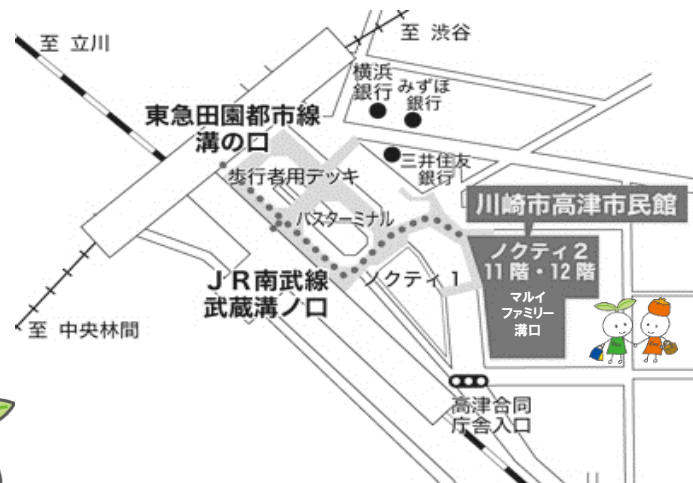 至 渋谷
至 立川
横浜
銀行
みずほ
銀行
東急田園都市線
溝の口
三井住友
銀行
歩行者用デッキ
川崎市高津市民館
バスターミナル
ノクティ2
11階・12階
JR南武線
武蔵溝ノ口
ノクティ1
マルイ
ファミリー
溝口
至 中央林間
高津合同
庁舎入口